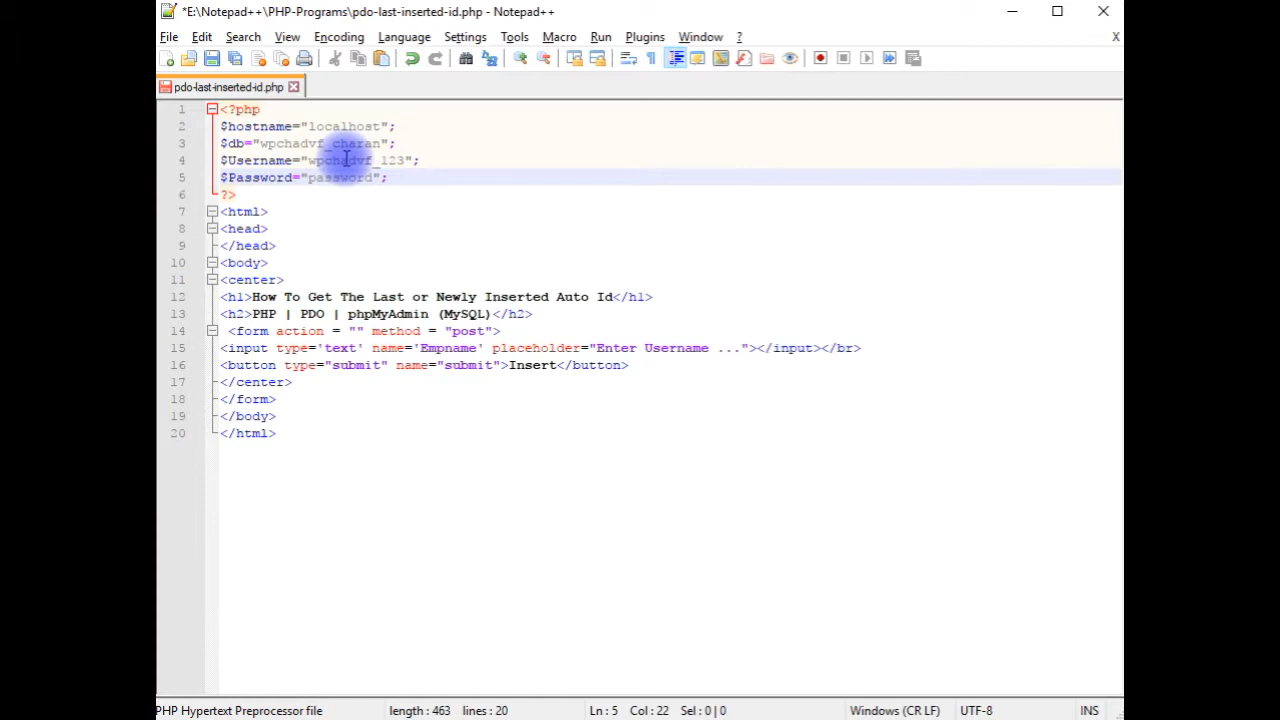 *E:\Notepad++\PHP-Programs\pdo-last-inserted-id.php - Notepad++
File Edit Search View Encoding Language Settings Tools Macro Run Plugins Window ? X
pdo-last-inserted-id.php
1 <?php
2 $hostname="localhost";
3 $db="wpchadvf_charan";
4 $Username="wpchadvf_123";
5 $Password="password";
6 ?>
7 <html>
8 <head>
9 </head>
10 <body>
11 <center>
12 <h1>How To Get The Last or Newly Inserted Auto Id</h1>
13 <h2>PHP | PDO | phpMyAdmin (MySQL)</h2>
14 <form action = "" method = "post">
15 <input type='text' name='Empname' placeholder="Enter Username ..."></input></br>
16 <button type="submit" name="submit">Insert</button>
17 </center>
18 </form>
19 </body>
20 </html>
PHP Hypertext Preprocessor file length : 463 lines : 20 Ln : 5 Col : 22 Sel : 0 | 0 Windows (CR LF) UTF-8 INS